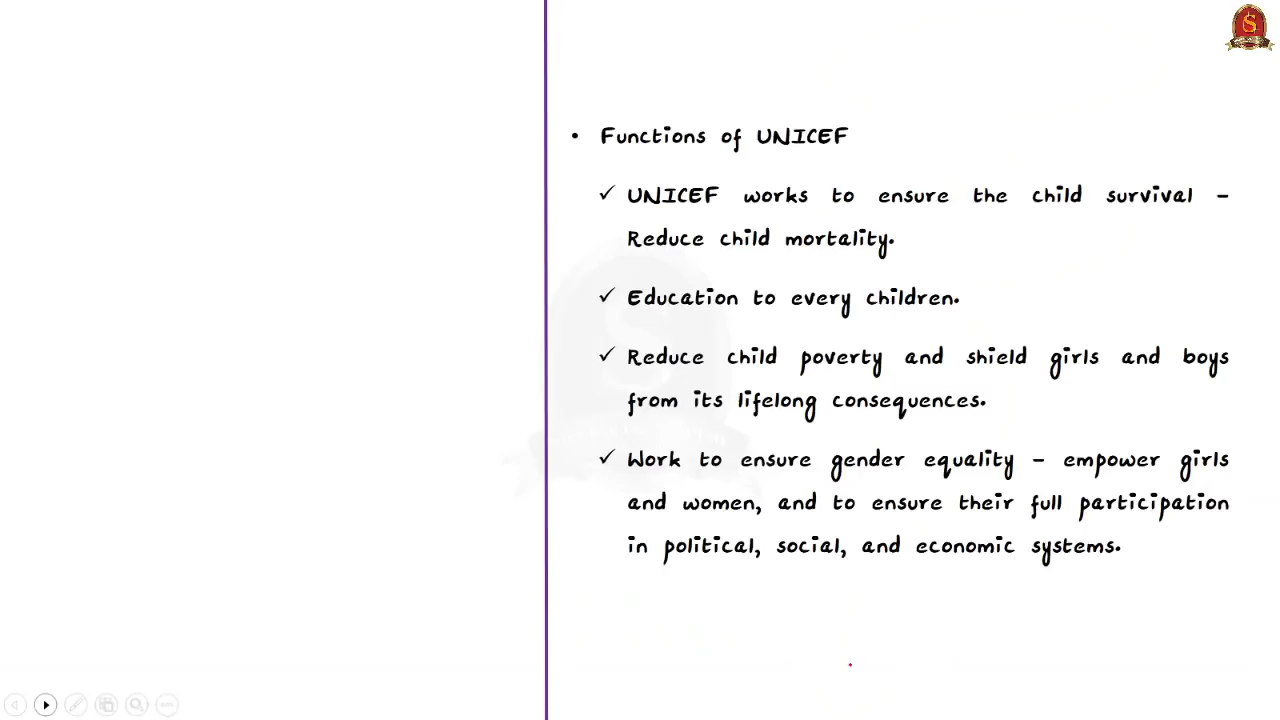 • Functions of UNICEF
✓ UNICEF works to ensure the child survival –
Reduce child mortality.
✓ Education to every children.
✓ Reduce child poverty and shield girls and boys
from its lifelong consequences.
✓ Work to ensure gender equality – empower girls
and women, and to ensure their full participation
in political, social, and economic systems.